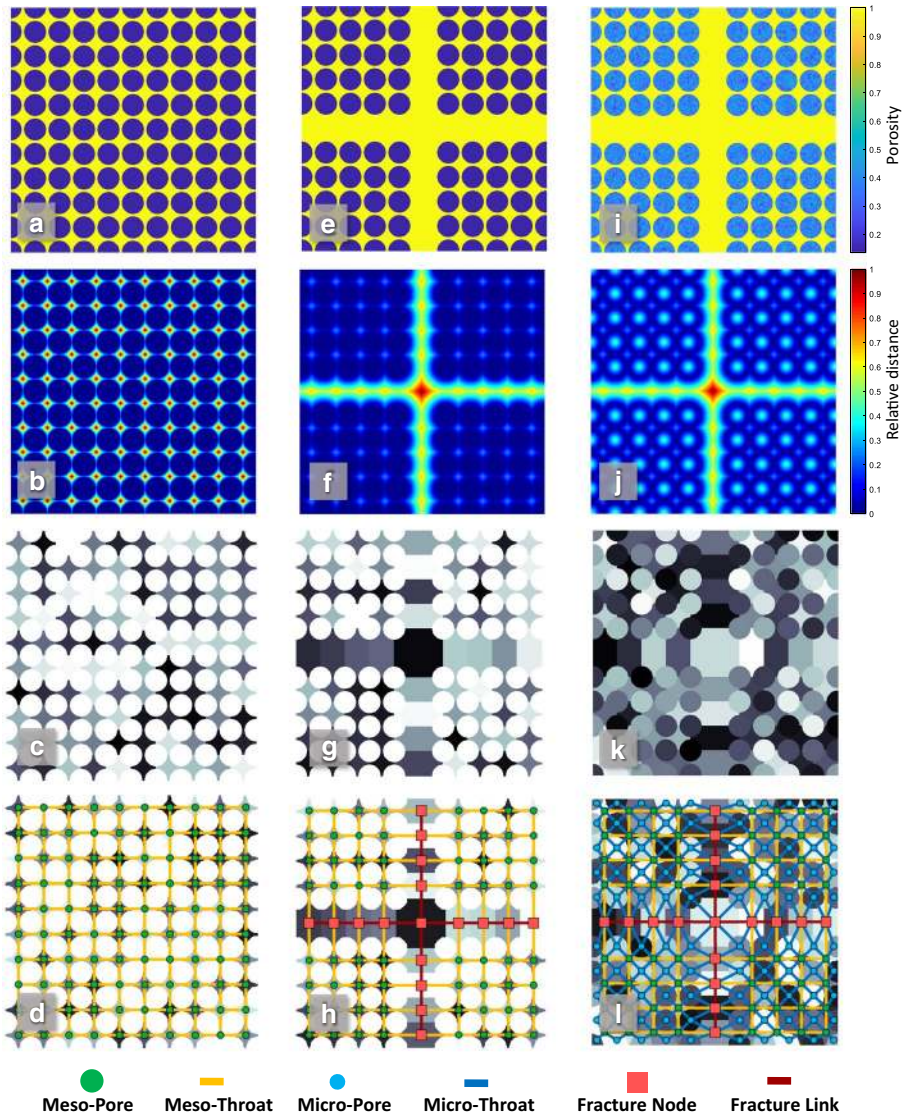 a
e
i
1
0.9
0.8
0.7
0.6
0.5
0.4
0.3
0.2
Porosity
b
f
j
1
0.9
0.8
0.7
0.6
0.5
0.4
0.3
0.2
0.1
0
Relative distance
c
g
k
d
h
l
Meso-Pore Meso-Throat Micro-Pore Micro-Throat Fracture Node Fracture Link